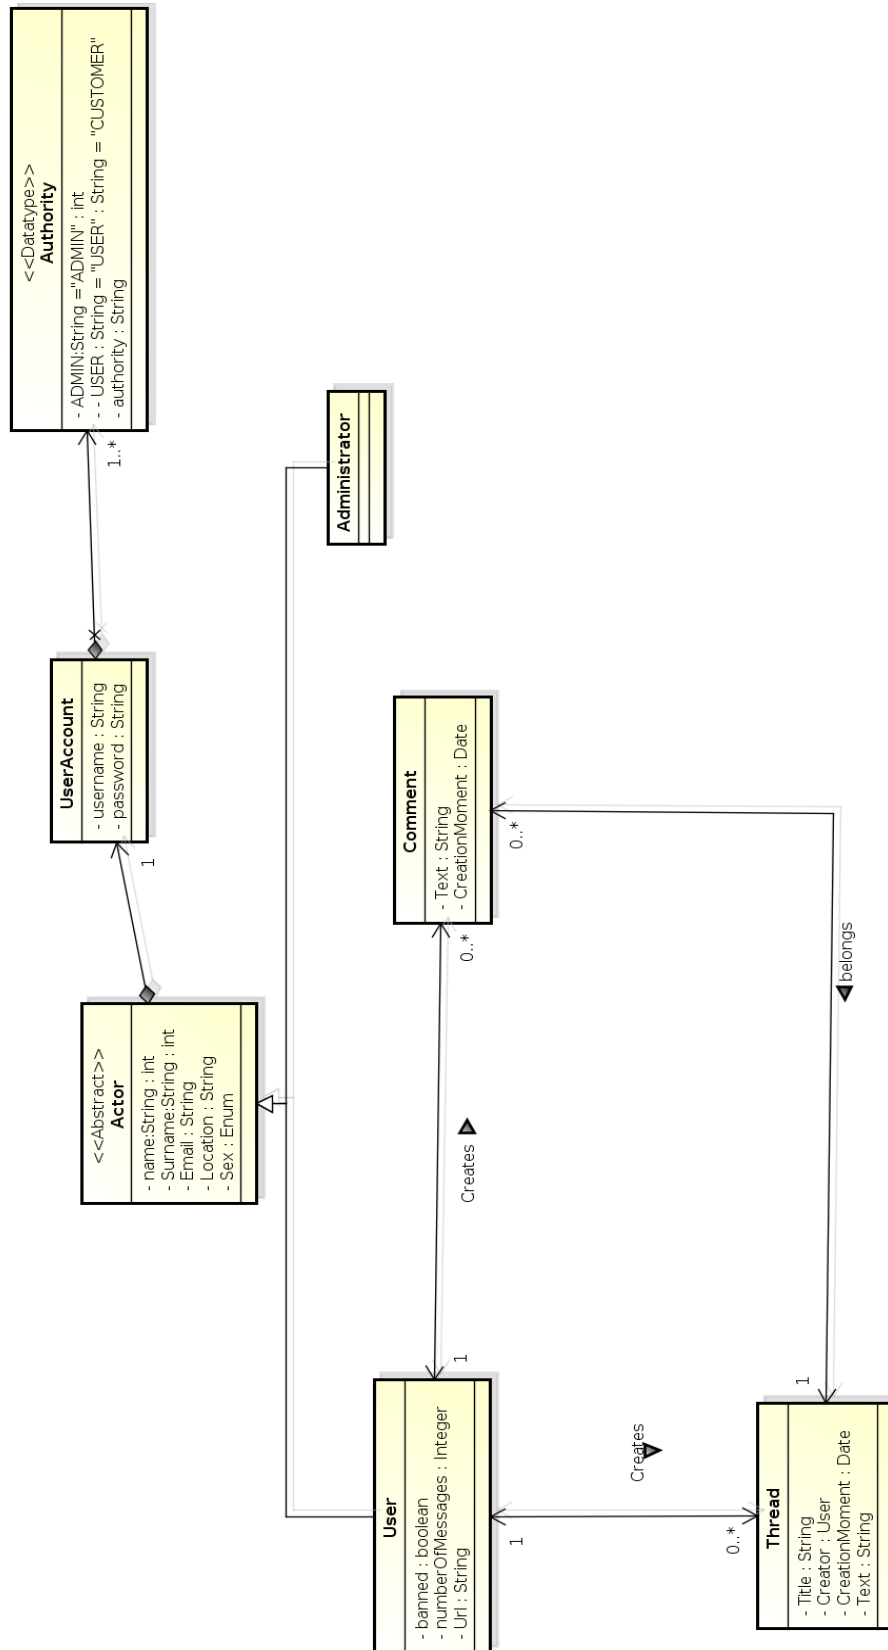 <<Datatype>>
Authority
- ADMIN:String ="ADMIN" : int
- - USER : String ="USER" : String = "CUSTOMER"
- authority : String
1..*
UserAccount
- username : String
- password : String
1
<<Abstract>>
Actor
- name:String : int
- Surname:String : int
- Email : String
- Location : String
- Sex : Enum
Administrator
User
- banned : boolean
- numberOfMessages : Integer
- Url : String
1
Creates
0..*
Comment
- Text : String
- CreationMoment : Date
1
Creates
0..*
0..*
belongs
1
Thread
- Title : String
- Creator : User
- CreationMoment : Date
- Text : String